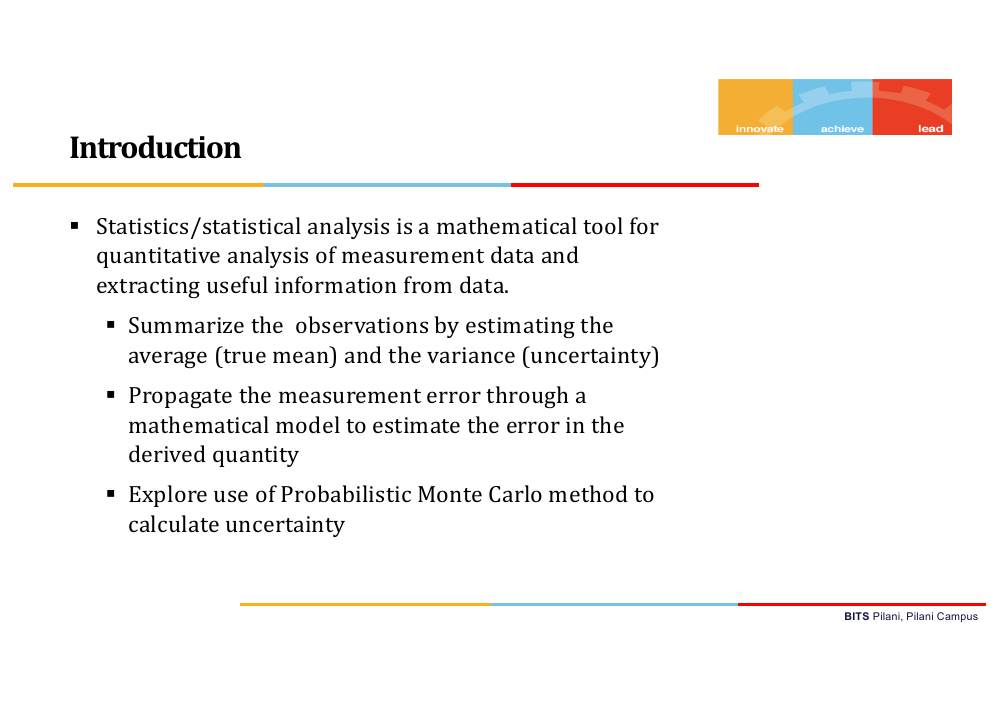 innovate achieve lead
Introduction
▪ Statistics/statistical analysis is a mathematical tool for
quantitative analysis of measurement data and
extracting useful information from data.
▪ Summarize the  observations by estimating the
average (true mean) and the variance (uncertainty)
▪ Propagate the measurement error through a
mathematical model to estimate the error in the
derived quantity
▪ Explore use of Probabilistic Monte Carlo method to
calculate uncertainty
BITS Pilani, Pilani Campus